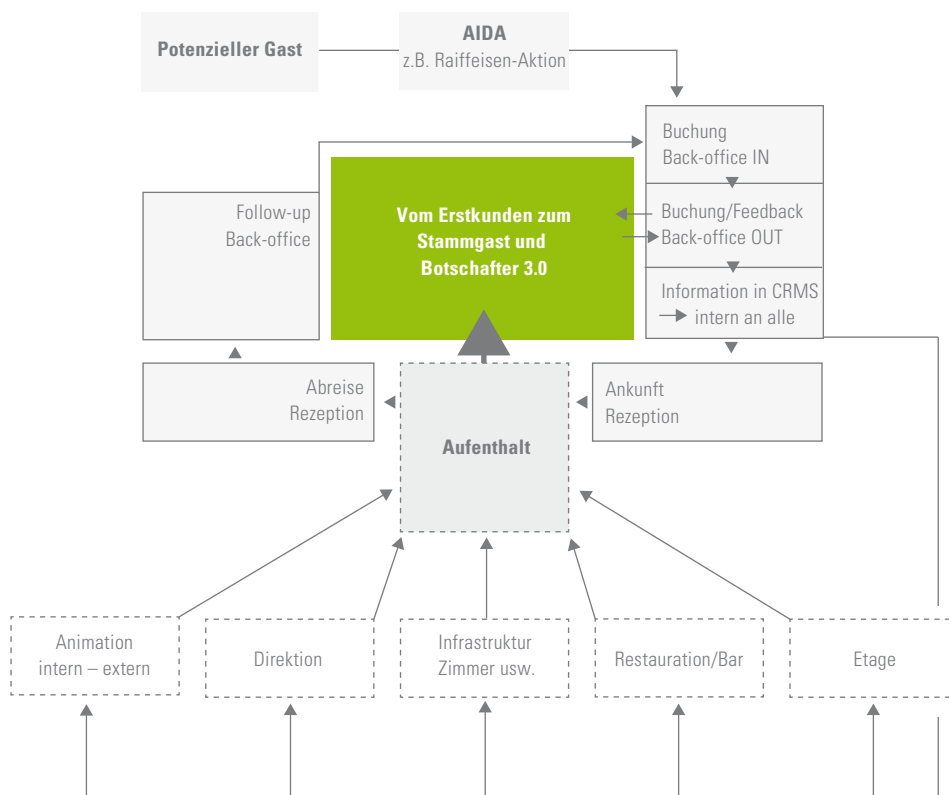 Potenzieller Gast
AIDA
z.B. Raiffeisen-Aktion
Buchung
Back-office IN
Buchung/Feedback
Back-office OUT
Information in CRMS
intern an alle
Follow-up
Back-office
Vom Erstkunden zum
Stammgast und
Botschafter 3.0
Abreise
Rezeption
Aufenthalt
Ankunft
Rezeption
Animation
intern – extern
Direktion
Infrastruktur
Zimmer usw.
Restauration/Bar
Etage